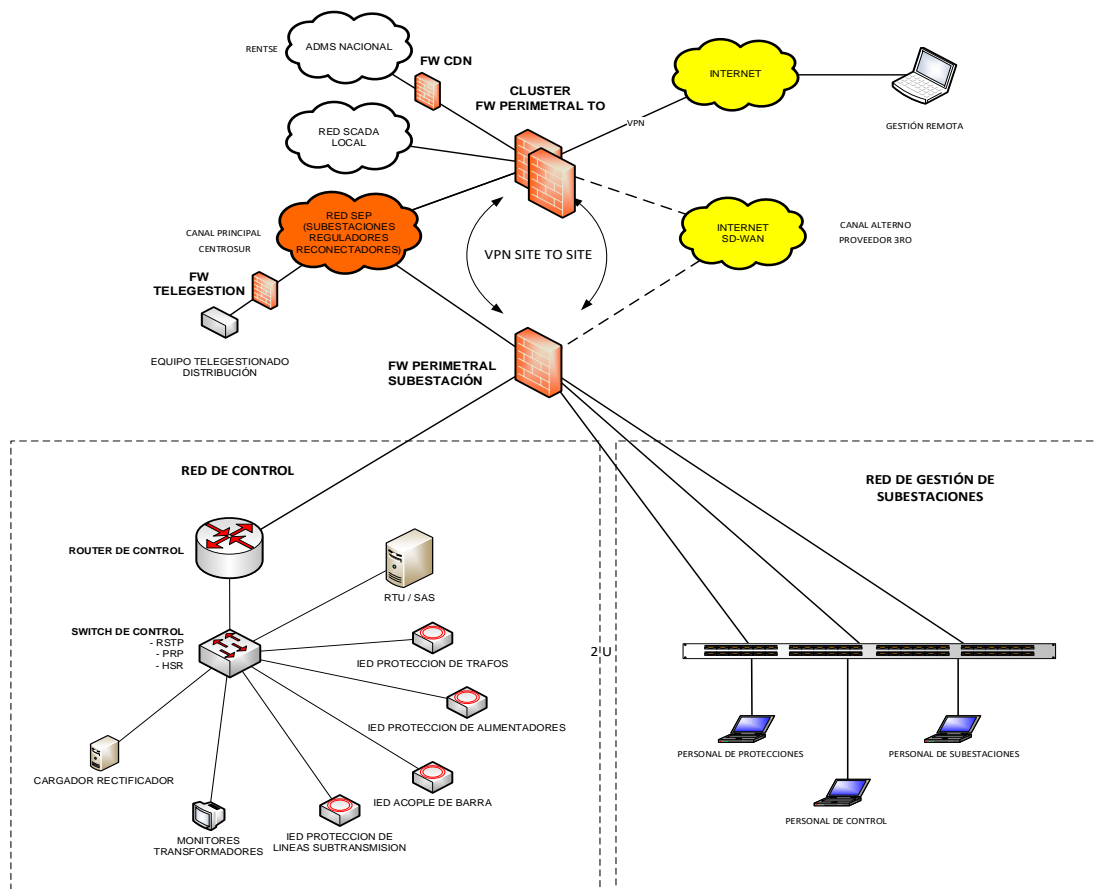 RENTSE
ADMS NACIONAL
FW CDN
CLUSTER
FW PERIMETRAL TO
INTERNET
VPN
GESTIÓN REMOTA
RED SCADA
LOCAL
RED SEP
(SUBESTACIONES
REGULADORES
RECONECTADORES)
CANAL PRINCIPAL
CENTROSUR
VPN SITE TO SITE
INTERNET
SD-WAN
CANAL ALTERNO
PROVEEDOR 3RO
FW
TELEGESTION
EQUIPO TELEGESTIONADO
DISTRIBUCIÓN
FW PERIMETRAL
SUBESTACIÓN
RED DE CONTROL
RED DE GESTIÓN DE
SUBESTACIONES
ROUTER DE CONTROL
RTU / SAS
SWITCH DE CONTROL
- RSTP
- PRP
- HSR
IED PROTECCION DE TRAFOS
2 U
IED PROTECCION DE ALIMENTADORES
CARGADOR RECTIFICADOR
IED ACOPLE DE BARRA
MONITORES
TRANSFORMADORES
IED PROTECCION DE
LINEAS SUBTRANSMISION
PERSONAL DE PROTECCIONES
PERSONAL DE SUBESTACIONES
PERSONAL DE CONTROL